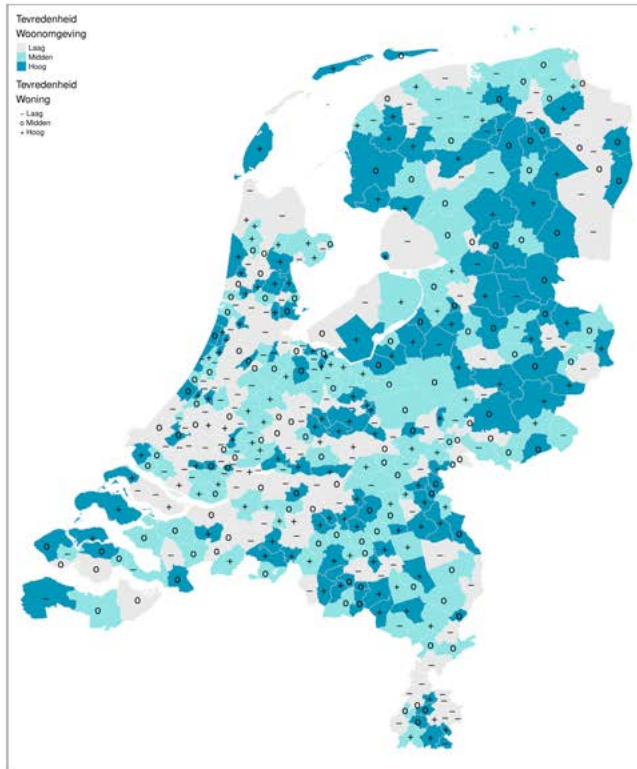 Tevredenheid
Woonomgeving
Laag
Midden
Hoog
Tevredenheid
Woning
– Laag
o Midden
+ Hoog